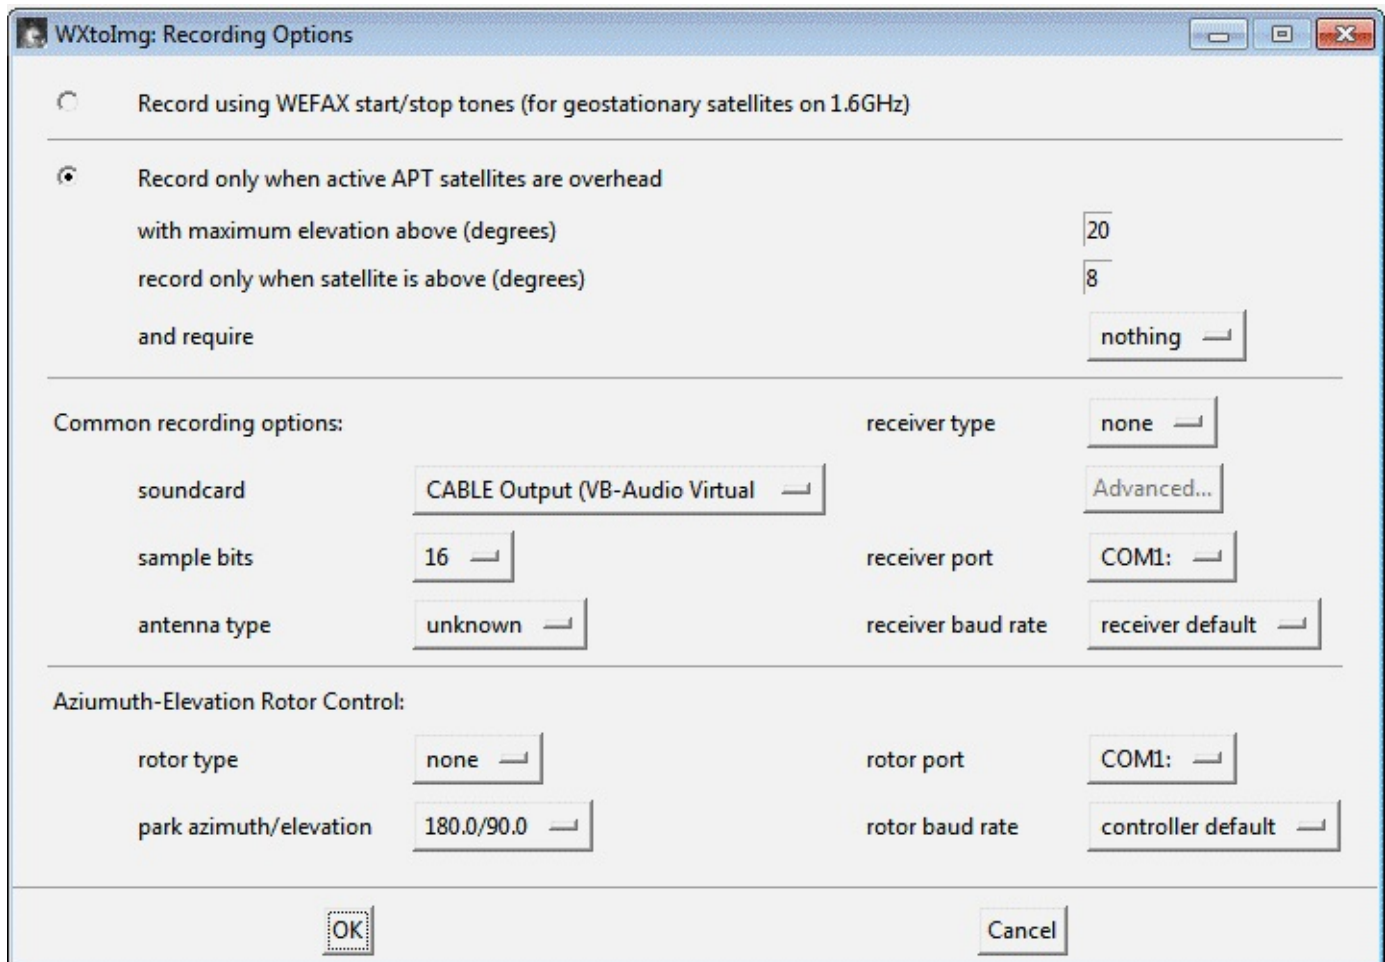 WXtoImg: Recording Options
Record using WEFAX start/stop tones (for geostationary satellites on 1.6GHz)
Record only when active APT satellites are overhead
with maximum elevation above (degrees) 20
record only when satellite is above (degrees) 8
and require nothing
Common recording options: receiver type none
soundcard CABLE Output (VB-Audio Virtual Advanced...
sample bits 16 receiver port COM1:
antenna type unknown receiver baud rate receiver default
Aziumuth-Elevation Rotor Control:
rotor type none rotor port COM1:
park azimuth/elevation 180.0/90.0 rotor baud rate controller default
OK Cancel